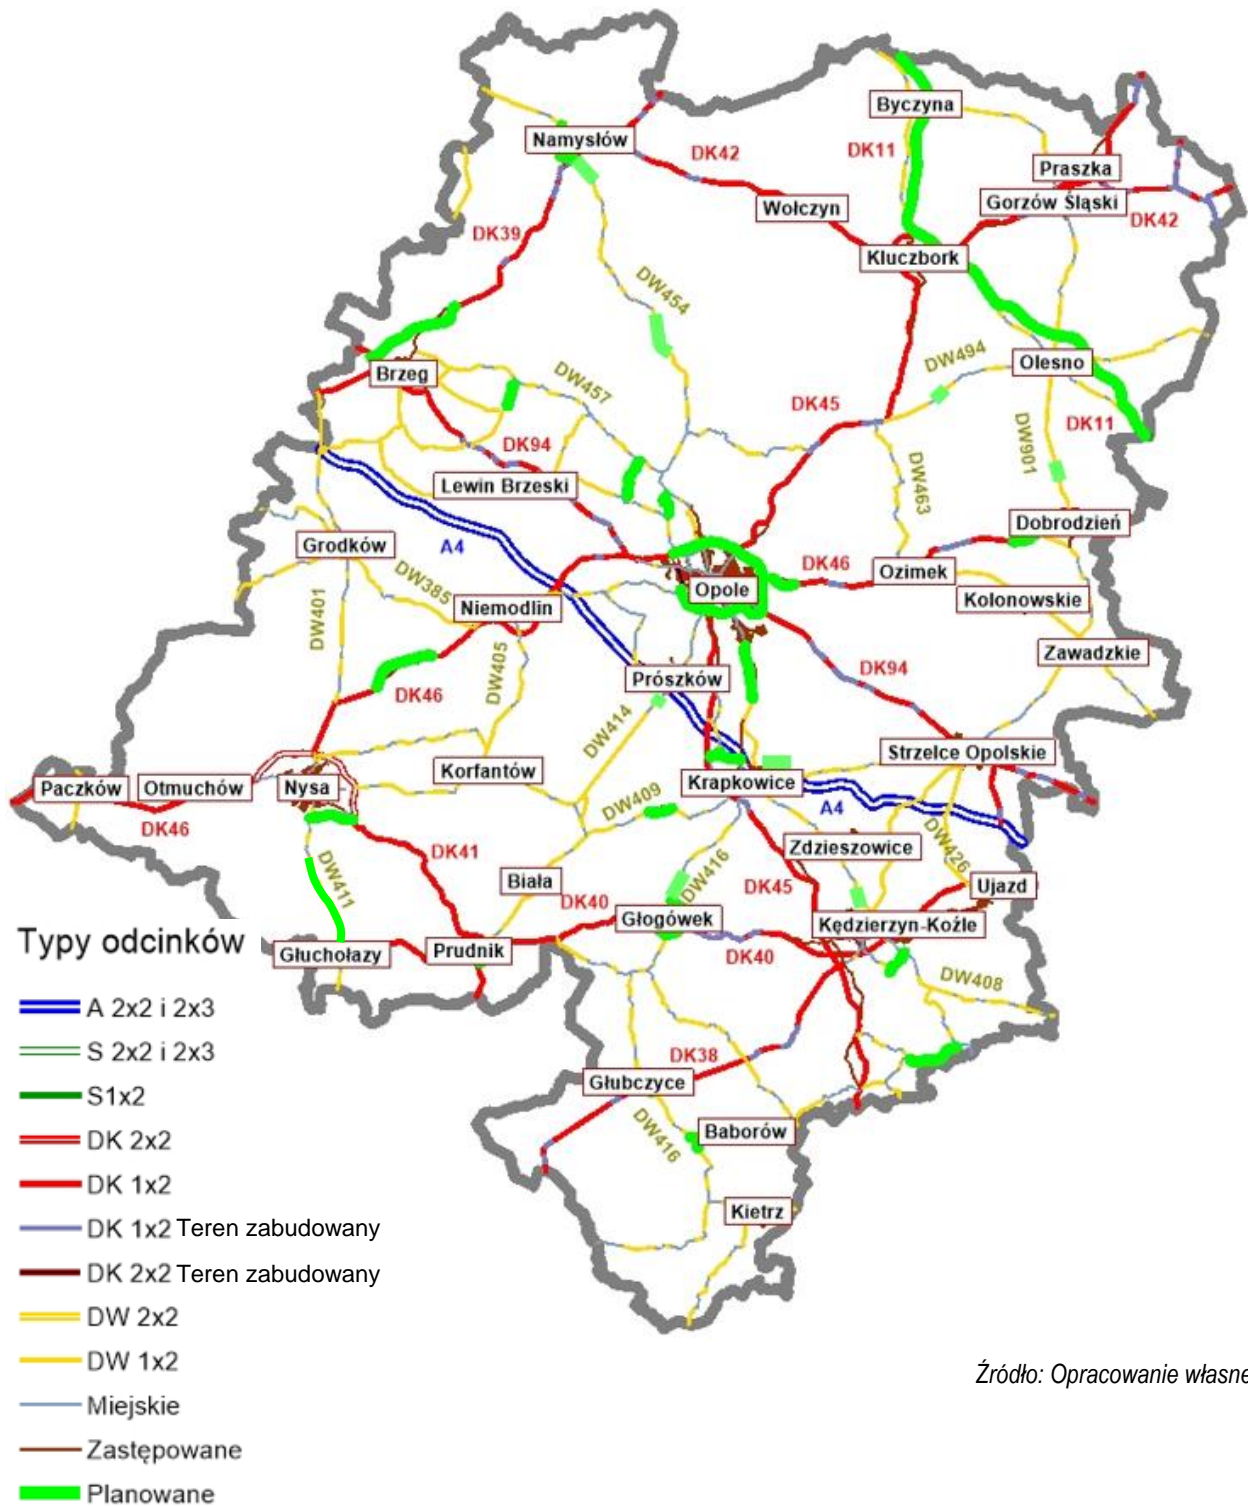 Byczyna
Namysłów
DK42
DK11
Praszka
Gorzów Śląski
Wołczyn
DK42
DK39
Kluczbork
DW454
DW494
Olesno
Brzeg
DW457
DK45
DK11
DK94
DW901
Lewin Brzeski
DW463
Dobrodzień
Grodków
A4
DK46
Ozimek
DW385
Opole
Kolonowskie
DW401
Niemodlin
Zawadzkie
DW405
Prószków
DK94
DK46
DW414
Strzelce Opolskie
Korfantów
Paczków
Otmuchów
Nysa
Krapkowice
DW409
A4
DK46
DK41
Zdzieszowice
DW426
DW411
Biała
DW416
DK45
Ujazd
DK40
Głogówek
Kędzierzyn-Koźle
Typy odcinków
Głuchołazy
Prudnik
DK40
DW408
A 2x2 i 2x3
S 2x2 i 2x3
DK38
Głubczyce
S1x2
DW416
Baborów
DK 2x2
DK 1x2
Kietrz
DK 1x2 Teren zabudowany
DK 2x2 Teren zabudowany
DW 2x2
DW 1x2
Źródło: Opracowanie własne
Miejskie
Zastępowane
Planowane